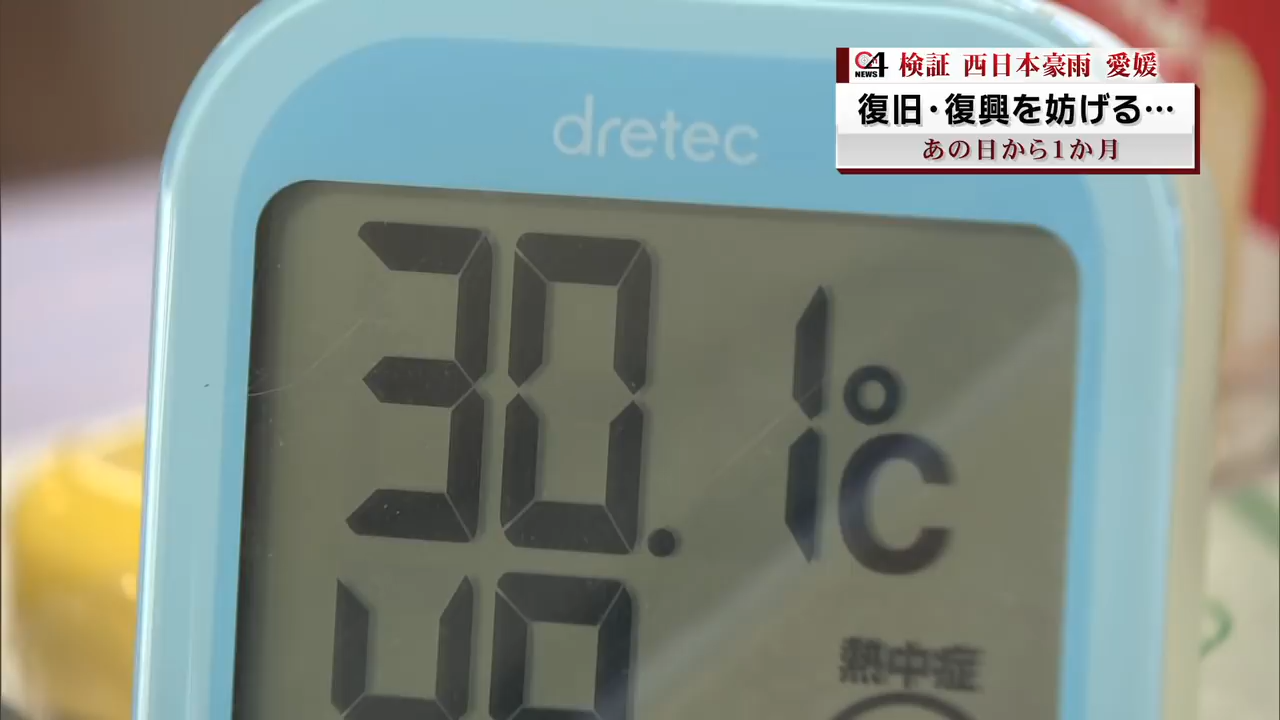 CH4 NEWS 検証 西日本豪雨 愛媛
復旧・復興を妨げる…
あの日から1か月
dretec
30.1℃
熱中症